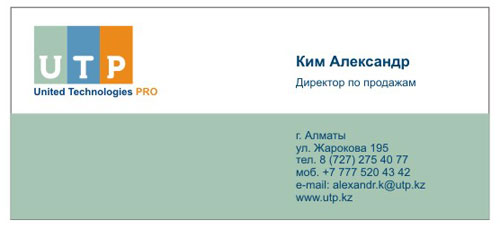 UTP
United Technologies PRO
Ким Александр
Директор по продажам
г. Алматы
ул. Жарокова 195
тел. 8 (727) 275 40 77
моб. +7 777 520 43 42
e-mail: alexandr.k@utp.kz
www.utp.kz